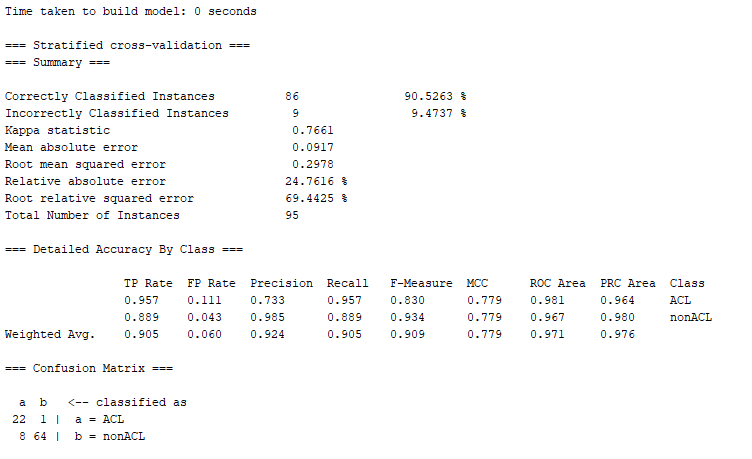 Time taken to build model: 0 seconds
=== Stratified cross-validation ===
=== Summary ===
Correctly Classified Instances 86 90.5263 %
Incorrectly Classified Instances 9 9.4737 %
Kappa statistic 0.7661
Mean absolute error 0.0917
Root mean squared error 0.2978
Relative absolute error 24.7616 %
Root relative squared error 69.4425 %
Total Number of Instances 95
=== Detailed Accuracy By Class ===
TP Rate FP Rate Precision Recall F-Measure MCC ROC Area PRC Area Class
0.957 0.111 0.733 0.957 0.830 0.779 0.981 0.964 ACL
0.889 0.043 0.985 0.889 0.934 0.779 0.967 0.980 nonACL
Weighted Avg. 0.905 0.060 0.924 0.905 0.909 0.779 0.971 0.976
=== Confusion Matrix ===
a b <-- classified as
22 1 | a = ACL
8 64 | b = nonACL